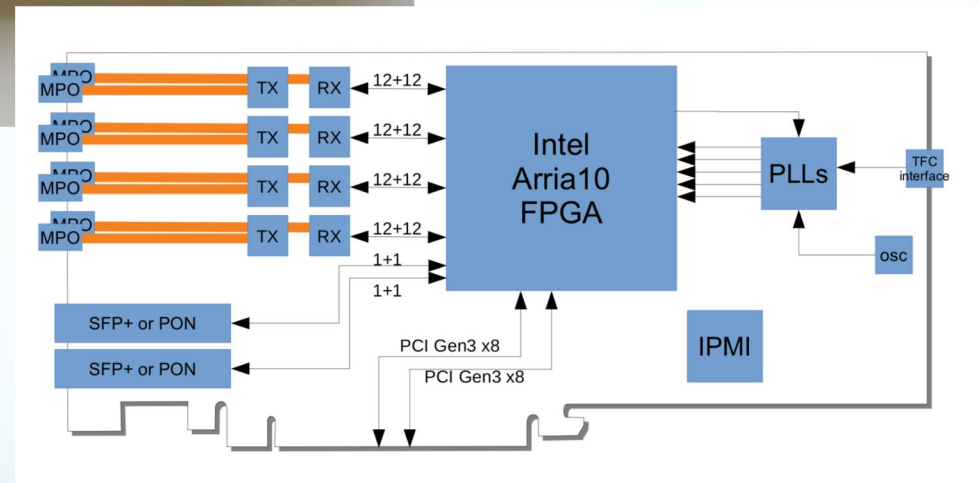 MPO
MPO
TX
RX
12+12
MPO
MPO
TX
RX
12+12
MPO
MPO
TX
RX
12+12
MPO
MPO
TX
RX
12+12
1+1
1+1
SFP+ or PON
SFP+ or PON
PCI Gen3 x8
PCI Gen3 x8
Intel
Arria10
FPGA
PLLs
TFC
interface
osc
IPMI